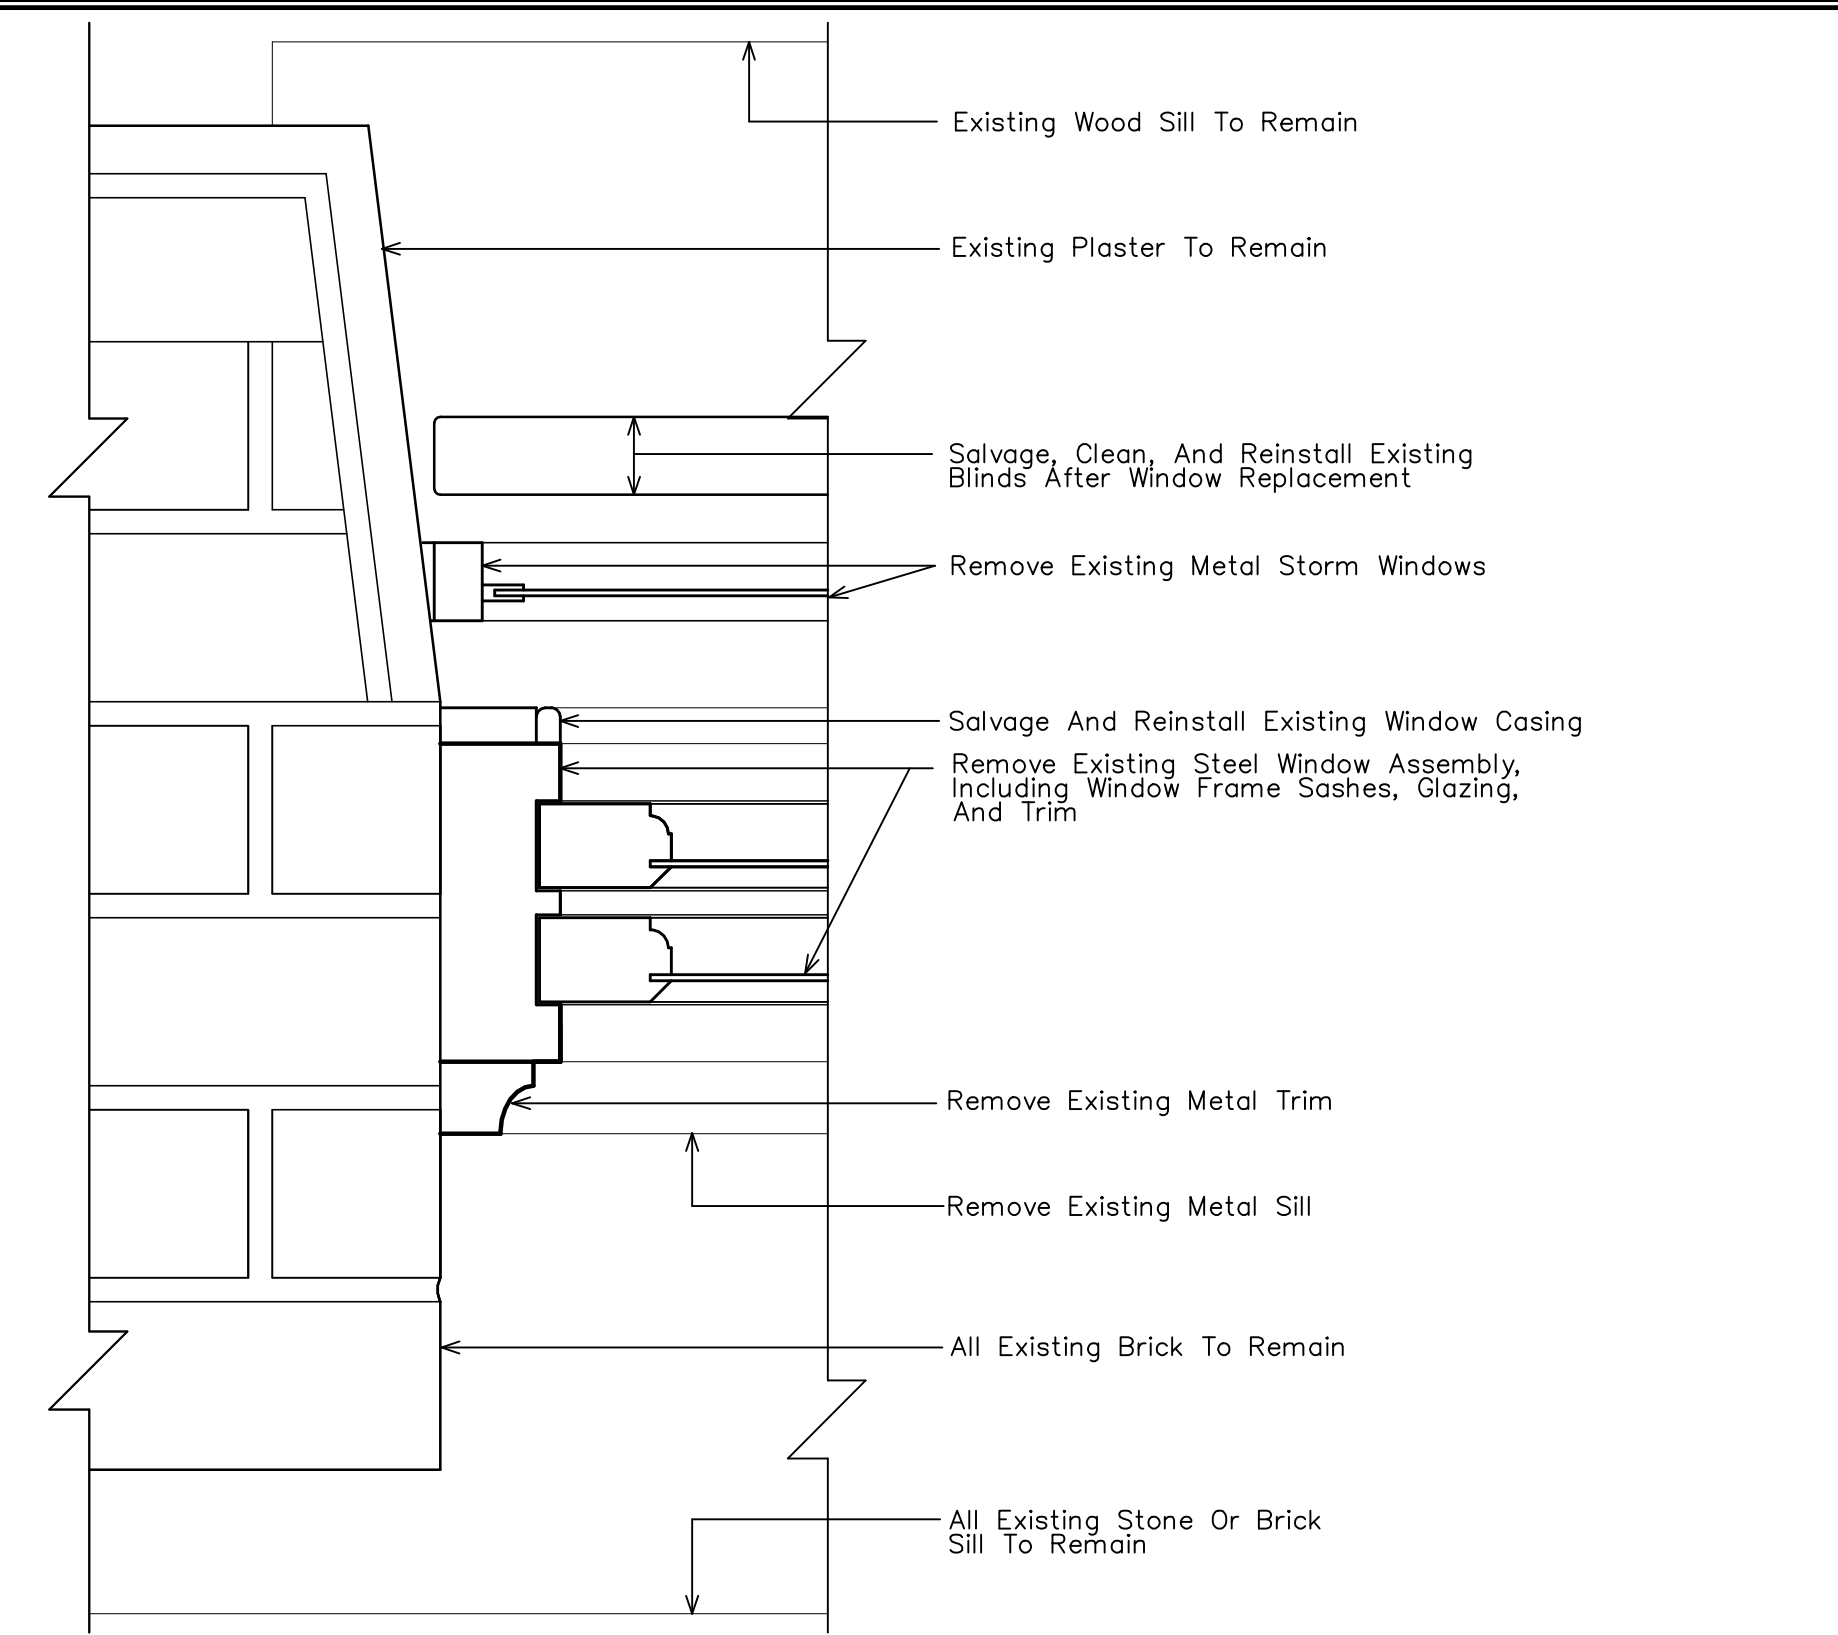 Existing Wood Sill To Remain
Existing Plaster To Remain
Salvage, Clean, And Reinstall Existing
Blinds After Window Replacement
Remove Existing Metal Storm Windows
Salvage And Reinstall Existing Window Casing
Remove Existing Steel Window Assembly,
Including Window Frame Sashes, Glazing,
And Trim
Remove Existing Metal Trim
Remove Existing Metal Sill
All Existing Brick To Remain
All Existing Stone Or Brick
Sill To Remain